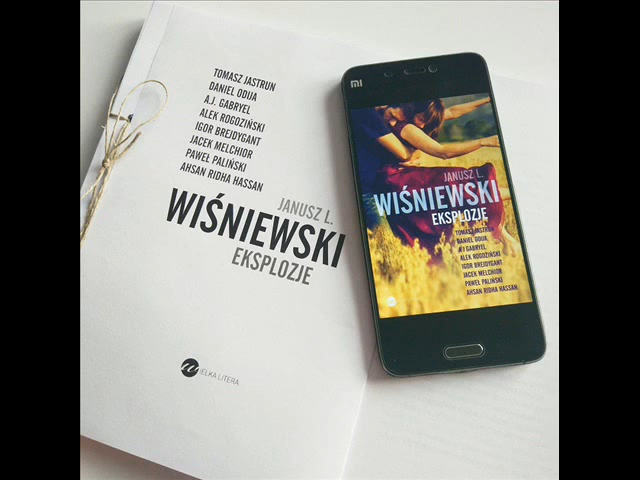 TOMASZ JASTRUN
DANIEL ODIJA
A.J. GABRYEL
ALEK ROGOZIŃSKI
IGOR BREJDYGANT
JACEK MELCHIOR
PAWEŁ PALIŃSKI
AHSAN RIDHA HASSAN
JANUSZ L.
WIŚNIEWSKI
EKSPLOZJE
WIELKA LITERA
MI
JANUSZ L.
WIŚNIEWSKI
EKSPLOZJE
TOMASZ JASTRUN
DANIEL ODIJA
A.J. GABRYEL
ALEK ROGOZIŃSKI
IGOR BREJDYGANT
JACEK MELCHIOR
PAWEŁ PALIŃSKI
AHSAN RIDHA HASSAN